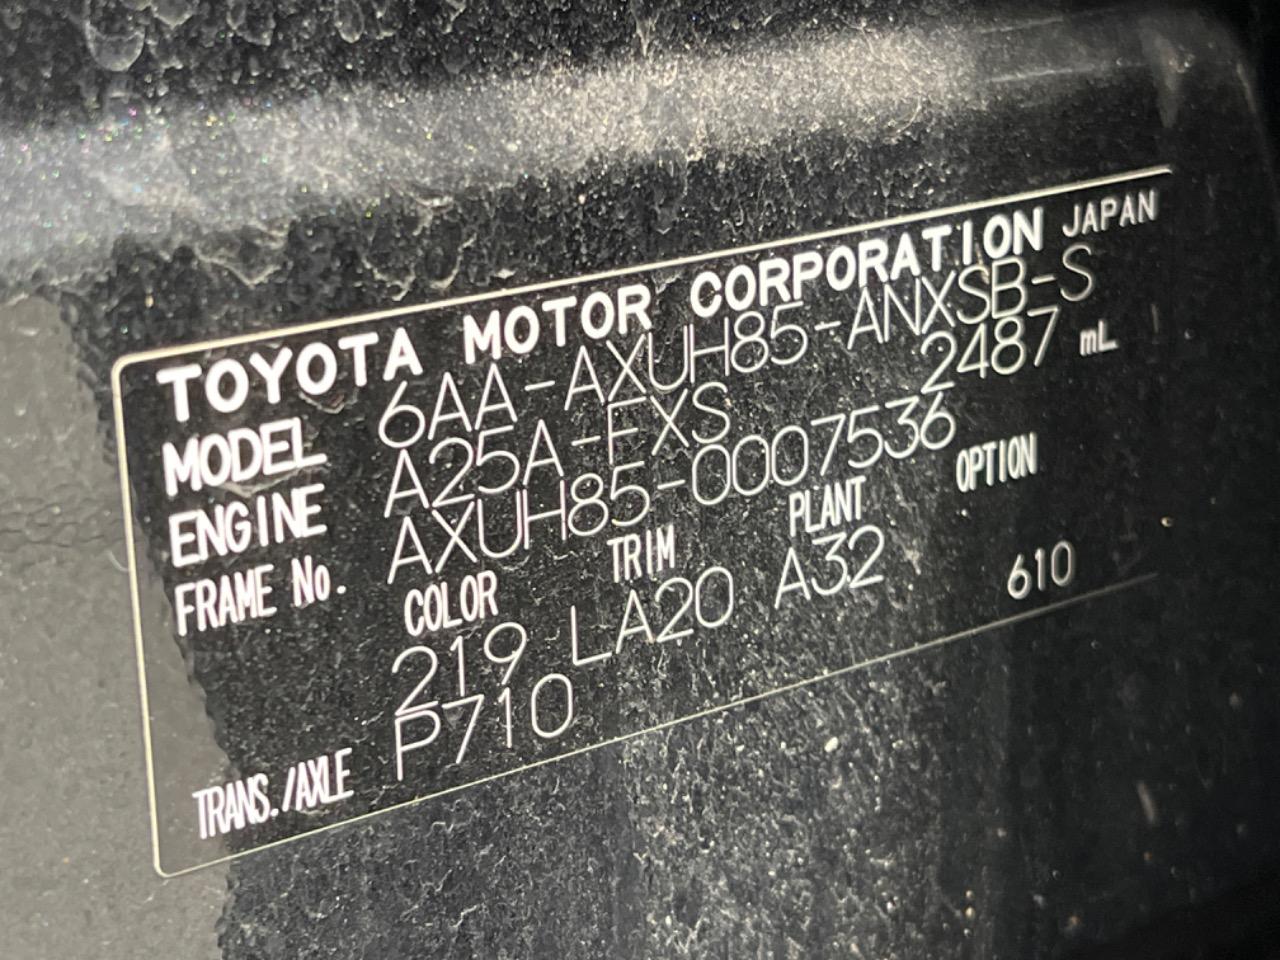 TOYOTA MOTOR CORPORATION JAPAN
MODEL 6AA-AXUH85-ANXSB-S
ENGINE A25A-FXS 2487 mL
FRAME No. AXUH85-0007536
COLOR TRIM PLANT OPTION
219 LA20 A32 610
TRANS./AXLE P710